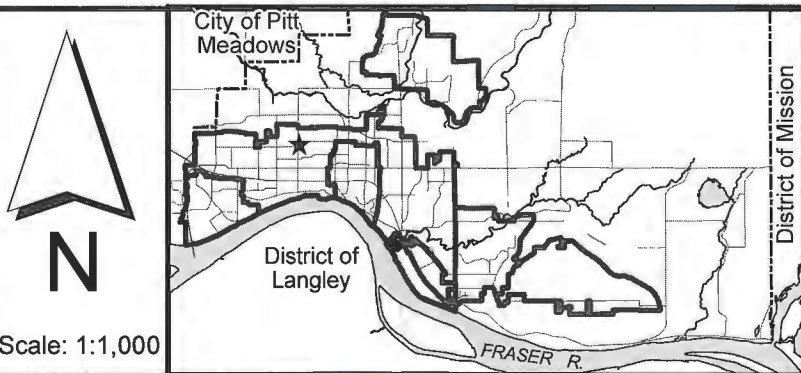 City of Pitt
Meadows
District of Mission
N
District of
Langley
Scale: 1:1,000
FRASER R.